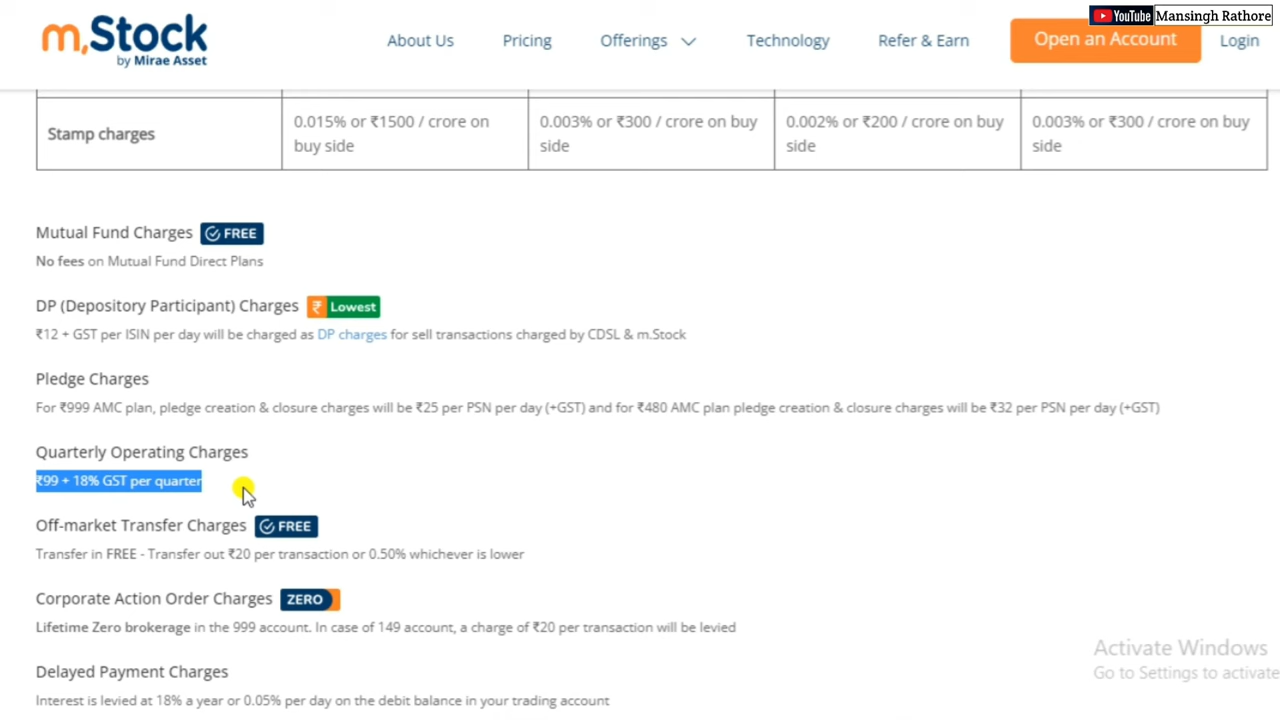 YouTube Mansingh Rathore
m.Stock
by Mirae Asset
About Us Pricing Offerings Technology Refer & Earn Open an Account Login
Stamp charges
0.015% or ₹1500 / crore on
buy side
0.003% or ₹300 / crore on buy
side
0.002% or ₹200 / crore on buy
side
0.003% or ₹300 / crore on buy
side
Mutual Fund Charges FREE
No fees on Mutual Fund Direct Plans
DP (Depository Participant) Charges ₹ Lowest
₹12 + GST per ISIN per day will be charged as DP charges for sell transactions charged by CDSL & m.Stock
Pledge Charges
For ₹999 AMC plan, pledge creation & closure charges will be ₹25 per PSN per day (+GST) and for ₹480 AMC plan pledge creation & closure charges will be ₹32 per PSN per day (+GST)
Quarterly Operating Charges
₹99 + 18% GST per quarter
Off-market Transfer Charges FREE
Transfer in FREE - Transfer out ₹20 per transaction or 0.50% whichever is lower
Corporate Action Order Charges ZERO
Lifetime Zero brokerage in the 999 account. In case of 149 account, a charge of ₹20 per transaction will be levied
Activate Windows
Go to Settings to activate
Delayed Payment Charges
Interest is levied at 18% a year or 0.05% per day on the debit balance in your trading account